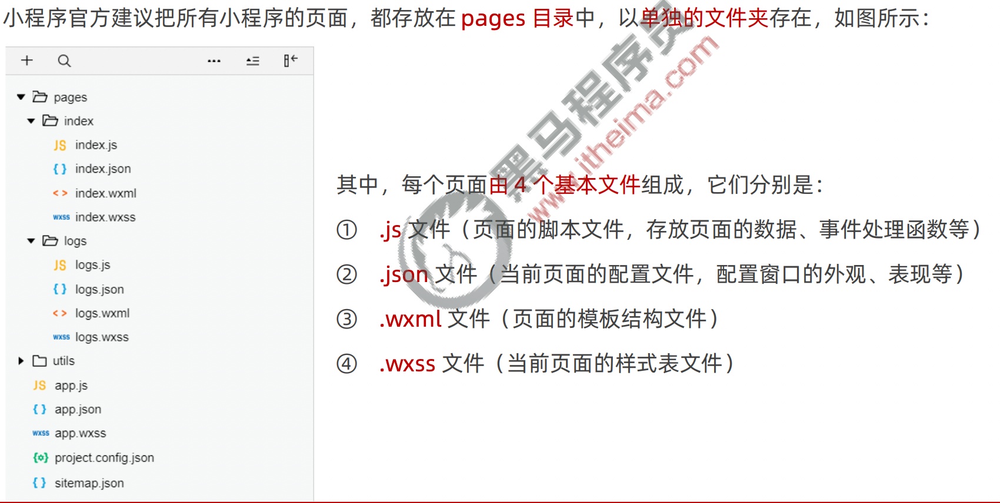 小程序官方建议把所有小程序的页面，都存放在 pages 目录中，以单独的文件夹存在，如图所示：
pages
index
JS index.js
{ } index.json
< > index.wxml
wxss index.wxss
logs
JS logs.js
{ } logs.json
< > logs.wxml
wxss logs.wxss
utils
JS app.js
{ } app.json
wxss app.wxss
project.config.json
{ } sitemap.json
其中，每个页面由 4 个基本文件组成，它们分别是：
① .js 文件（页面的脚本文件，存放页面的数据、事件处理函数等）
② .json 文件（当前页面的配置文件，配置窗口的外观、表现等）
③ .wxml 文件（页面的模板结构文件）
④ .wxss 文件（当前页面的样式表文件）
黑马程序员
www.itheima.com